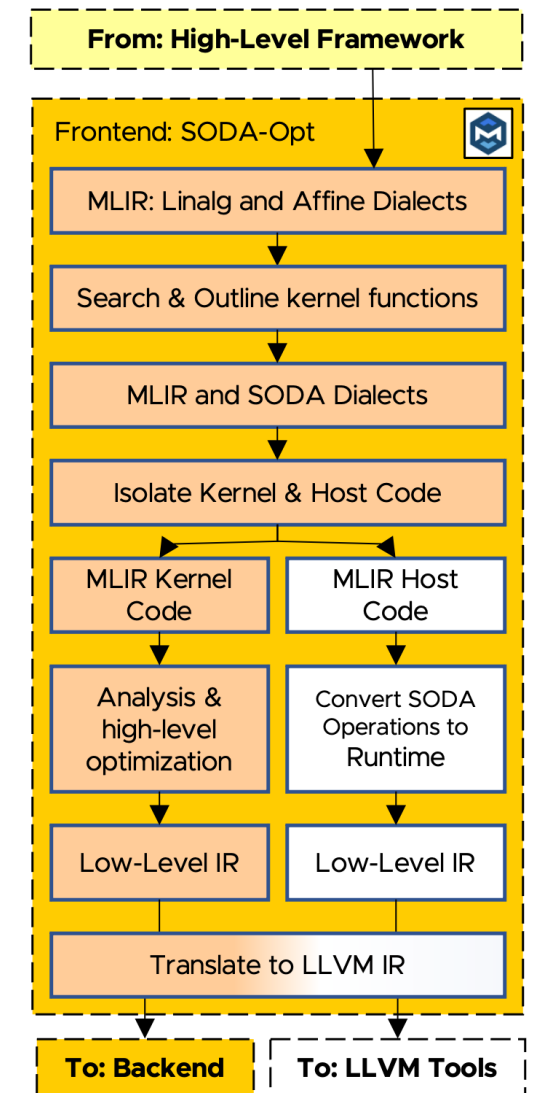 From: High-Level Framework
Frontend: SODA-Opt
M
MLIR: Linalg and Affine Dialects
Search & Outline kernel functions
MLIR and SODA Dialects
Isolate Kernel & Host Code
MLIR Kernel
Code
MLIR Host
Code
Analysis &
high-level
optimization
Convert SODA
Operations to
Runtime
Low-Level IR
Low-Level IR
Translate to LLVM IR
To: Backend
To: LLVM Tools